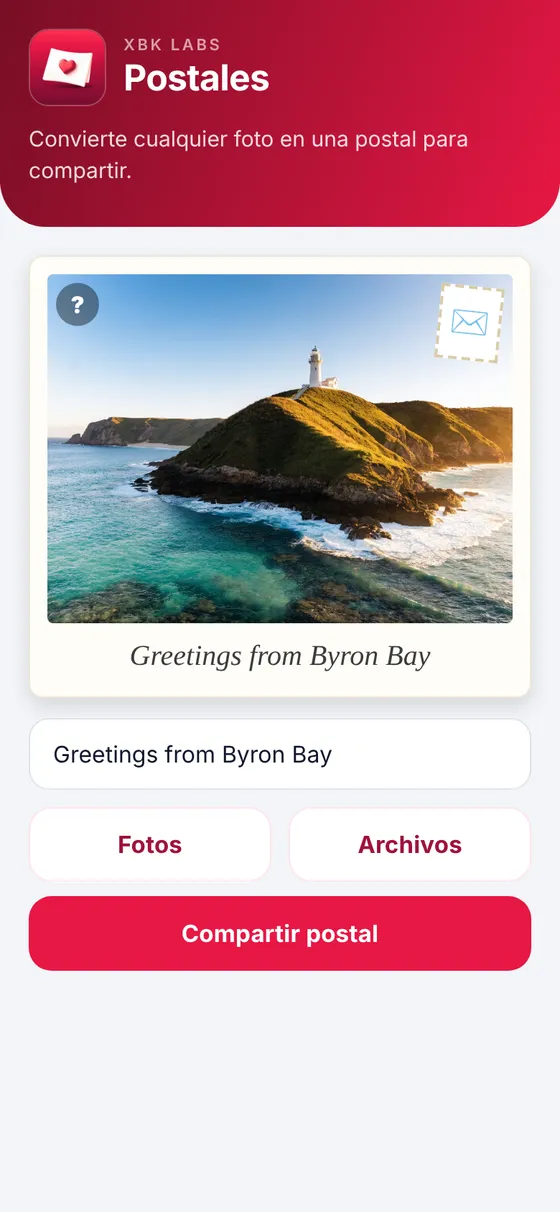 XBK LABS
Postales
Convierte cualquier foto en una postal para
compartir.
?
Greetings from Byron Bay
Greetings from Byron Bay
Fotos
Archivos
Compartir postal